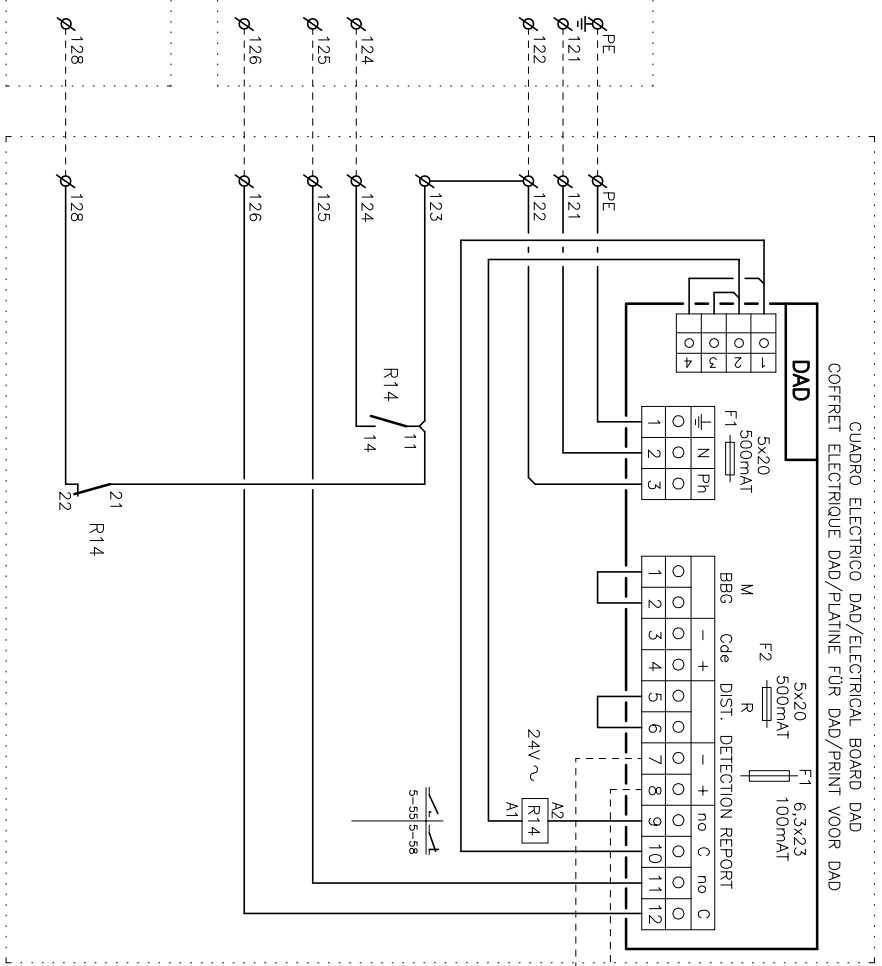 128
126
125
124
122
121
PE
128
126
125
124
123
122
121
PE
CUADRO ELECTRICO DAD/ELECTRICAL BOARD DAD
COFFRET ELECTRIQUE DAD/PLATINE FÜR DAD/PRINT VOOR DAD
DAD
1
2
3
4
F1
5x20
500mAT
N
Ph
1
2
3
R14
11
14
21
22
R14
M
BBG
F2
5x20
500mAT
R
F1
6,3x23
100mAT
Cde
DIST.
DETECTION REPORT
- + - + no C no C
1 2 3 4 5 6 7 8 9 10 11 12
24V ~
A1
R14
A2
5-55
5-58